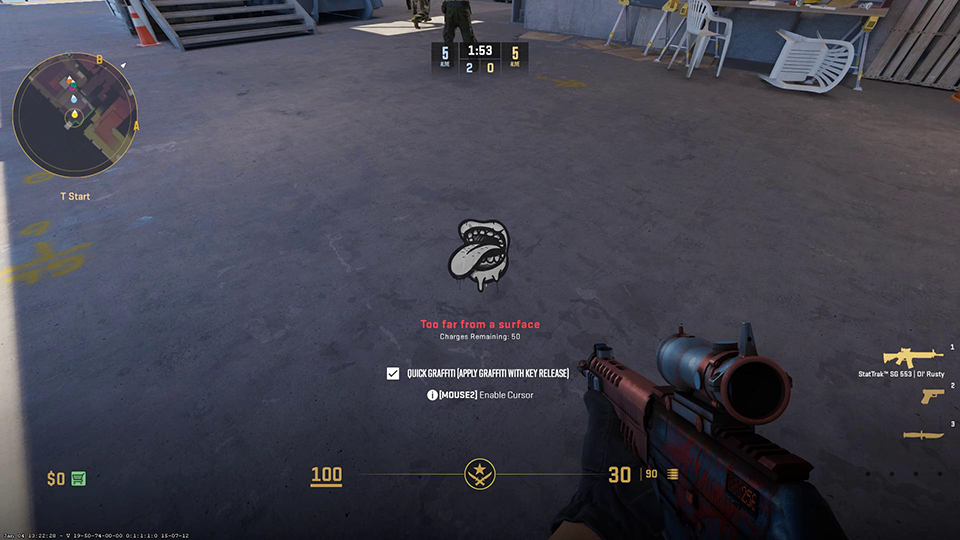 B
A
T Start
5
ALIVE
1:53
2 0
5
ALIVE
Too far from a surface
Charges Remaining: 50
QUICK GRAFFITI [APPLY GRAFFITI WITH KEY RELEASE]
[MOUSE2] Enable Cursor
1
StatTrak™ SG 553 | Ol' Rusty
2
3
$0
100
30 | 90